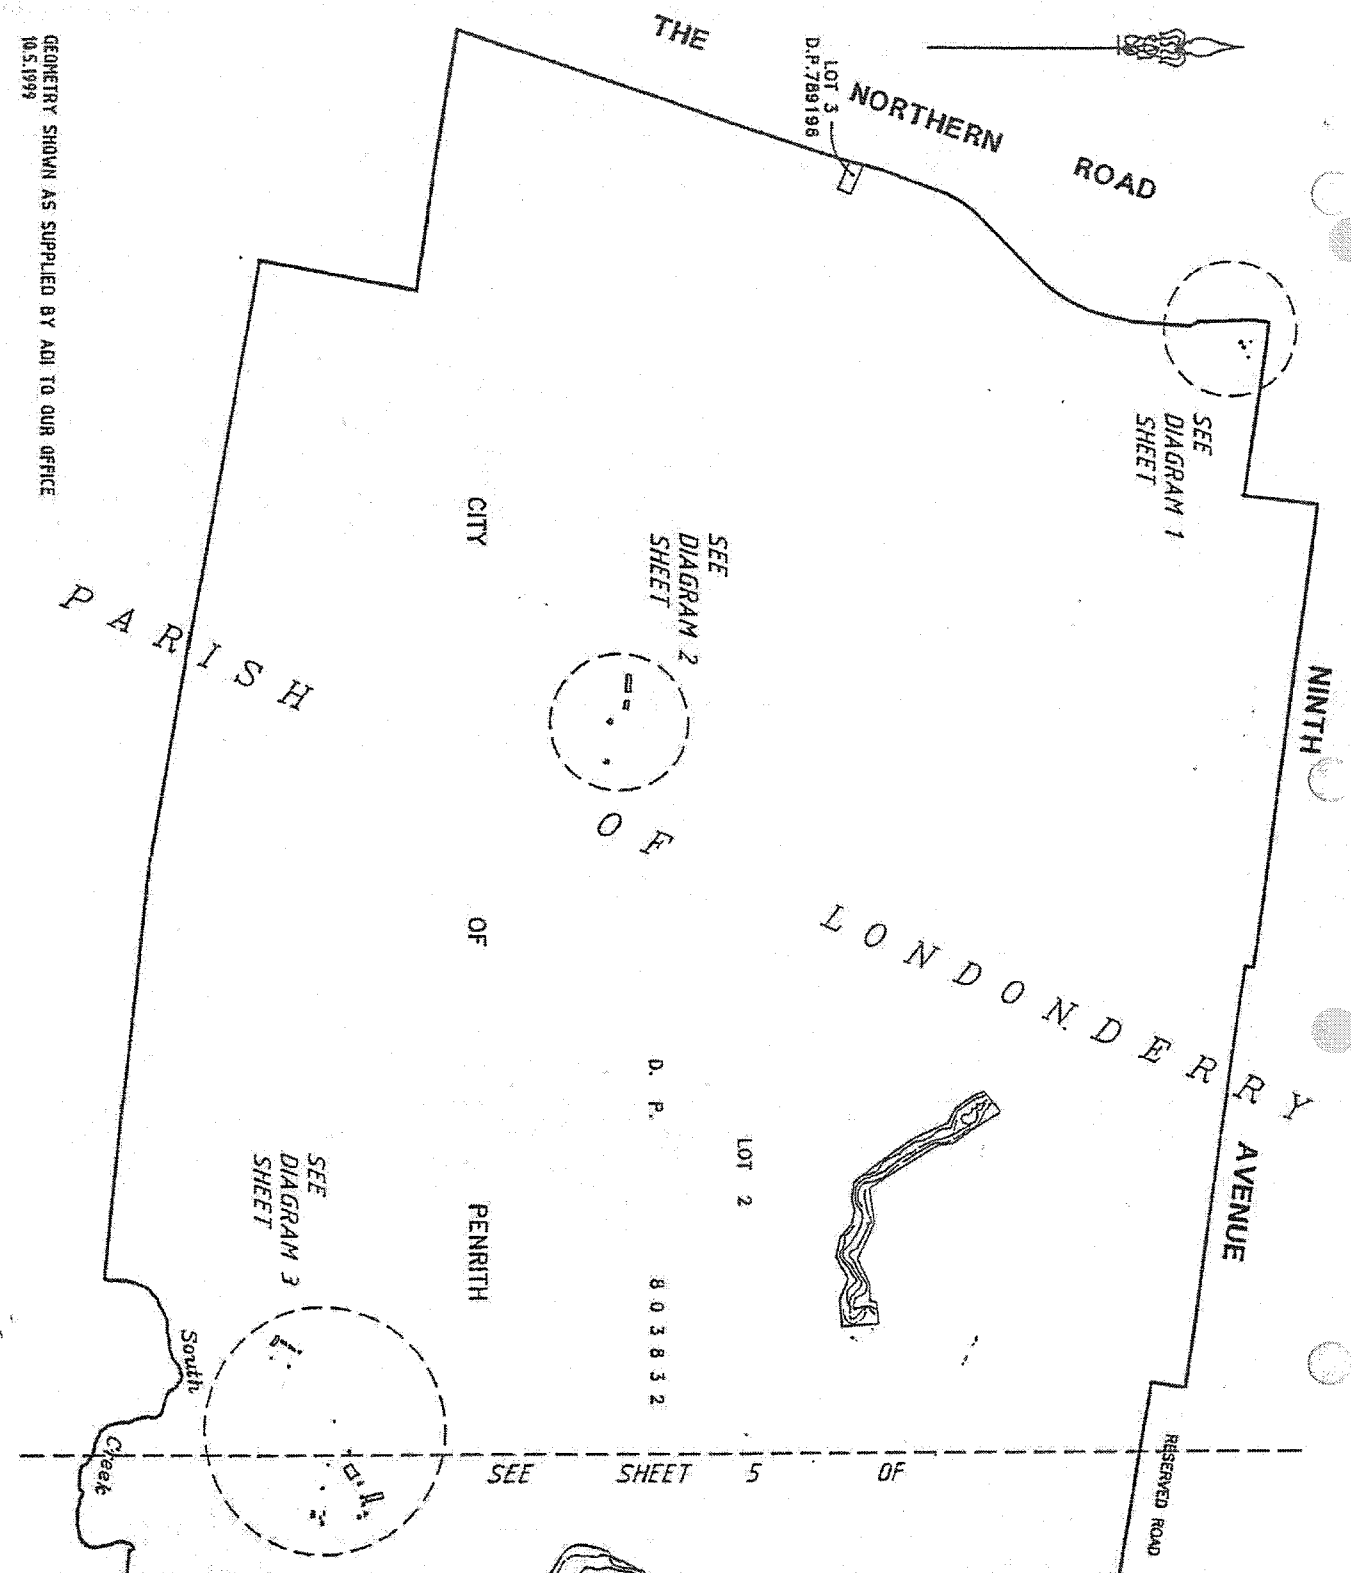 THE NORTHERN ROAD
LOT 3
D.P.789196
GEOMETRY SHOWN AS SUPPLIED BY ADI TO OUR OFFICE
10.5.1999
SEE
DIAGRAM 1
SHEET
NINTH AVENUE
SEE
DIAGRAM 2
SHEET
CITY OF PENRITH
PARISH OF LONDONDERRY
D. P. 803832
LOT 2
SEE
DIAGRAM 3
SHEET
South Creek
RESERVED ROAD
SEE SHEET 5 OF